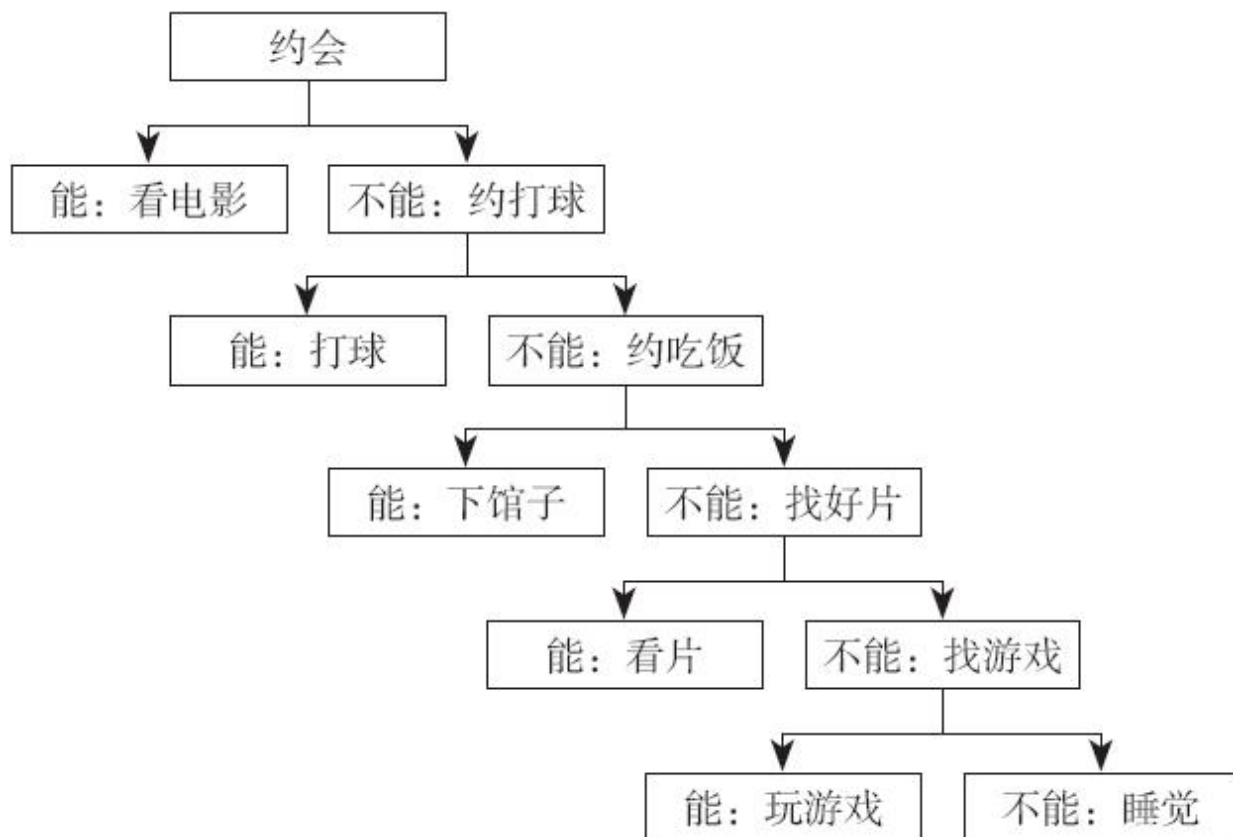 约会
能：看电影
不能：约打球
能：打球
不能：约吃饭
能：下馆子
不能：找好片
能：看片
不能：找游戏
能：玩游戏
不能：睡觉